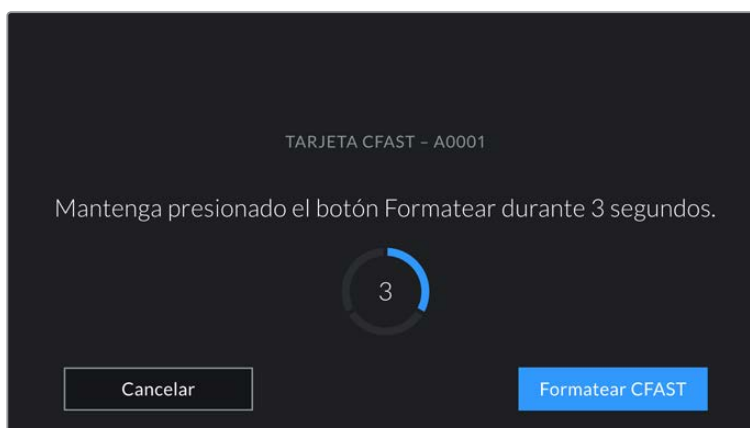 TARJETA CFAST – A0001
Mantenga presionado el botón Formatear durante 3 segundos.
3
Cancelar
Formatear CFAST